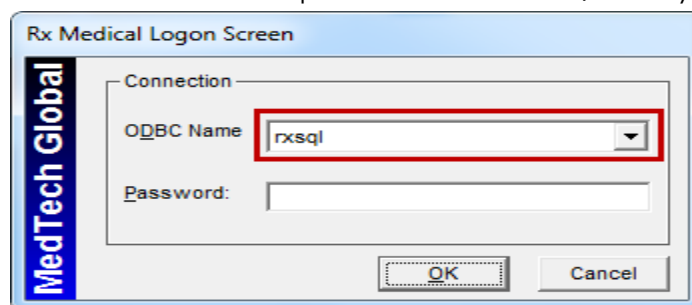 Rx Medical Logon Screen
MedTech Global
Connection
ODBC Name
rxsql
Password:
OK
Cancel